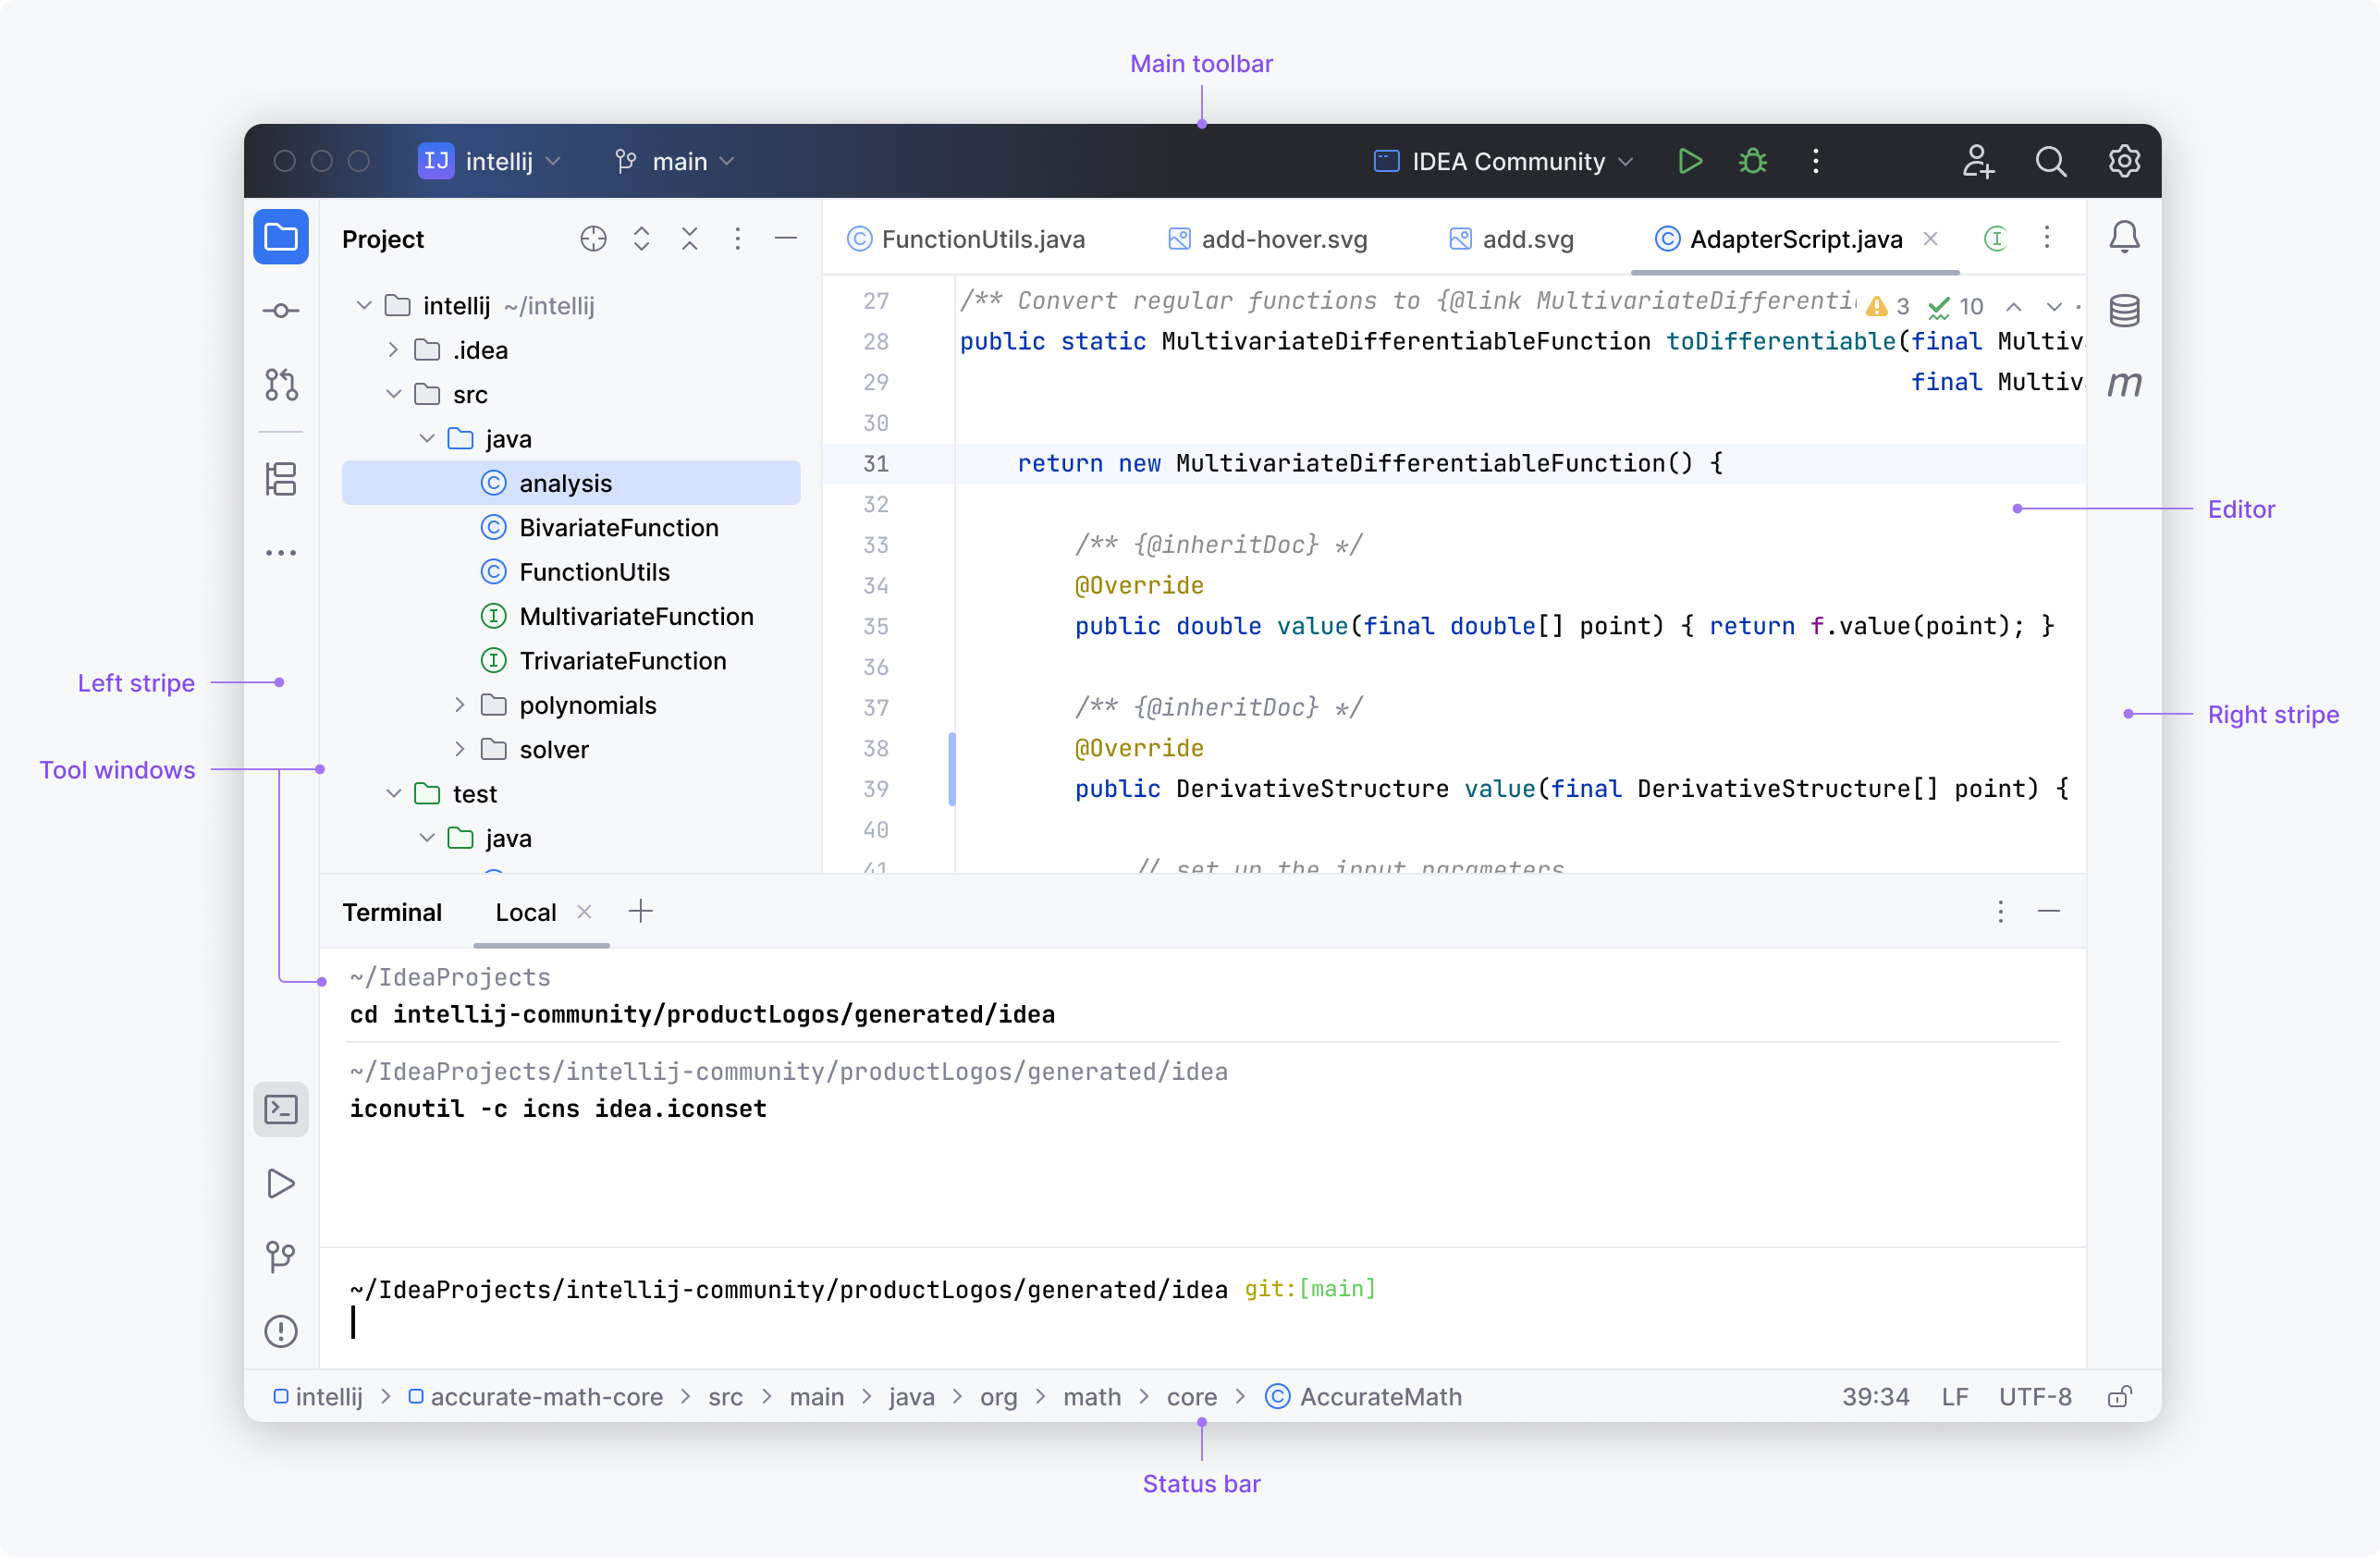 Main toolbar
IJ intellij main IDEA Community
Project
FunctionUtils.java add-hover.svg add.svg AdapterScript.java
intellij ~/intellij
.idea
src
java
analysis
BivariateFunction
FunctionUtils
MultivariateFunction
TrivariateFunction
polynomials
solver
test
java
27 /** Convert regular functions to {@link
3 10
28 public static MultivariateDifferentiableFunction toDifferentiable(final
29 final
30
31 return new MultivariateDifferentiableFunction() {
32
33 /** {@inheritDoc} */
34 @Override
35 public double value(final double[] point) { return f.value(point); }
36
37 /** {@inheritDoc} */
38 @Override
39 public DerivativeStructure value(final DerivativeStructure[] point) {
40
41 // set up the input parameters
m
Editor
Left stripe
Right stripe
Tool windows
Terminal Local
~/IdeaProjects
cd intellij-community/productLogos/generated/idea
~/IdeaProjects/intellij-community/productLogos/generated/idea
iconutil -c icns idea.iconset
~/IdeaProjects/intellij-community/productLogos/generated/idea git:[main]
intellij > accurate-math-core > src > main > java > org > math > core > AccurateMath
39:34 LF UTF-8
Status bar